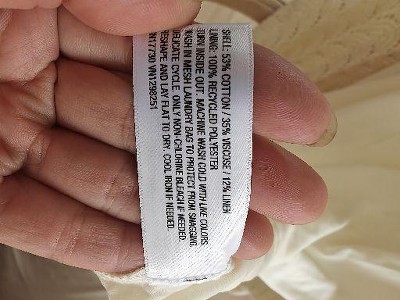 SHELL: 53% COTTON / 35% VISCOSE / 12% LINEN
LINING: 100% RECYCLED POLYESTER
TURN INSIDE OUT. MACHINE WASH COLD WITH LIKE COLORS
WASH IN MESH LAUNDRY BAG TO PROTECT FROM SNAGGING.
DELICATE CYCLE. ONLY NON-CHLORINE BLEACH IF NEEDED.
RESHAPE AND LAY FLAT TO DRY. COOL IRON IF NEEDED.
VN1298251